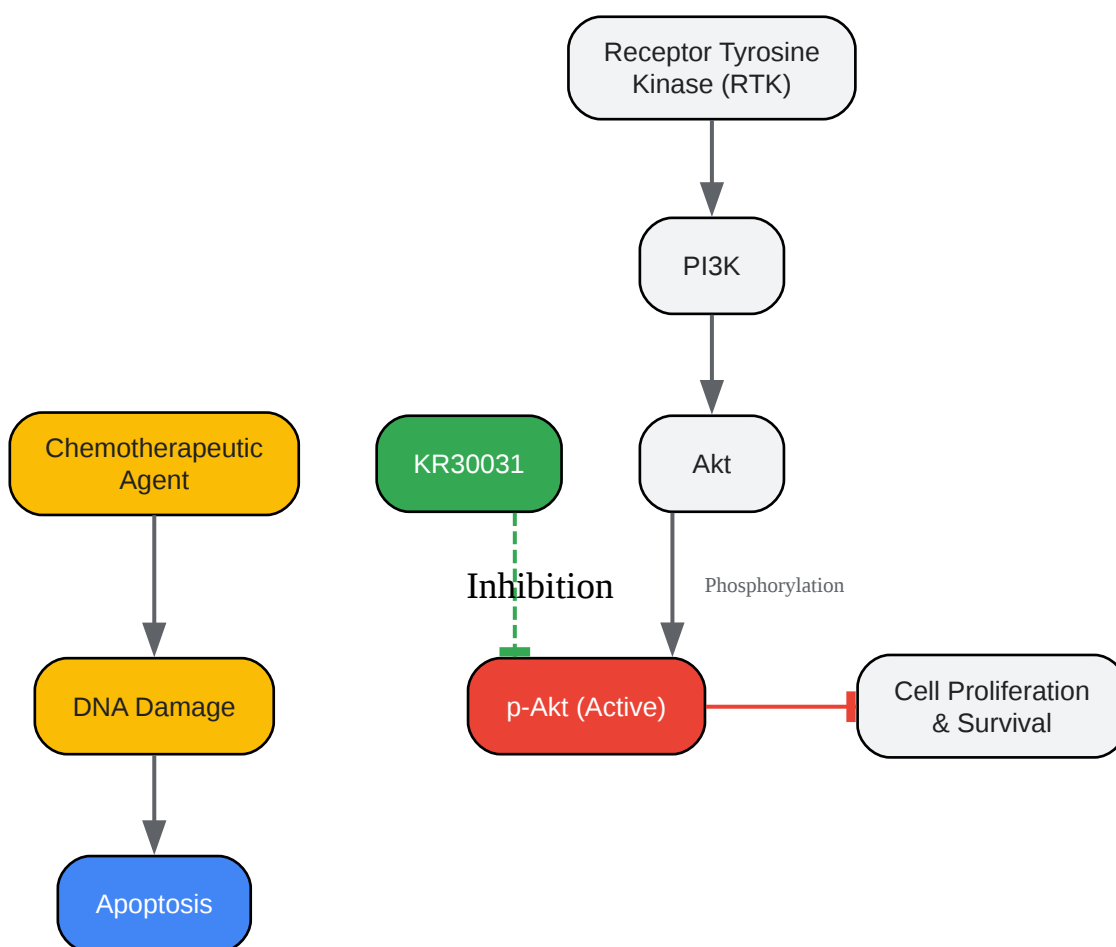 Receptor Tyrosine
Kinase (RTK)
PI3K
Chemotherapeutic
Agent
KR30031
Akt
Inhibition
Phosphorylation
DNA Damage
p-Akt (Active)
Cell Proliferation
& Survival
Apoptosis